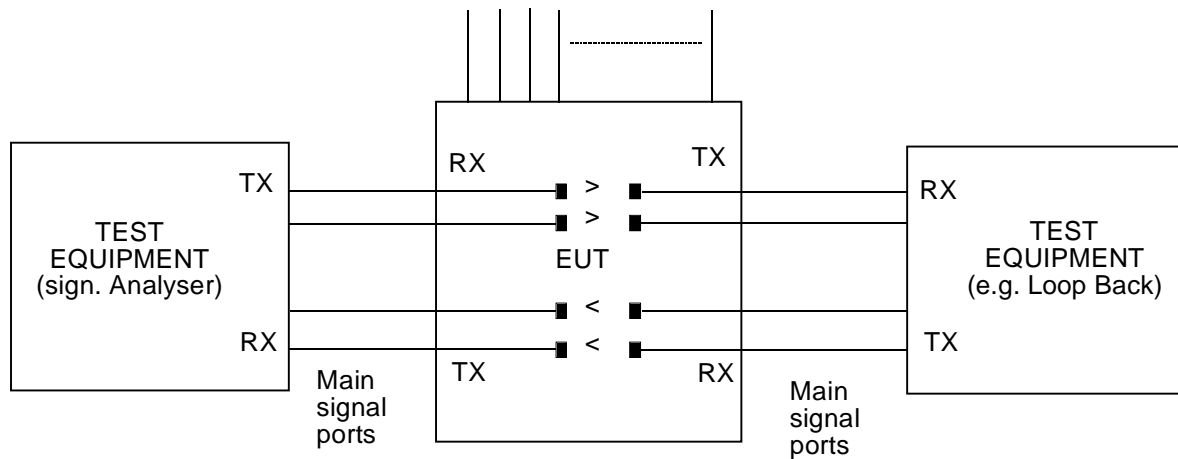 TX
TEST
EQUIPMENT
(sign. Analyser)
RX
Main
signal
ports
RX
TX
>
>
EUT
<
<
TX
RX
Main
signal
ports
RX
TEST
EQUIPMENT
(e.g. Loop Back)
TX